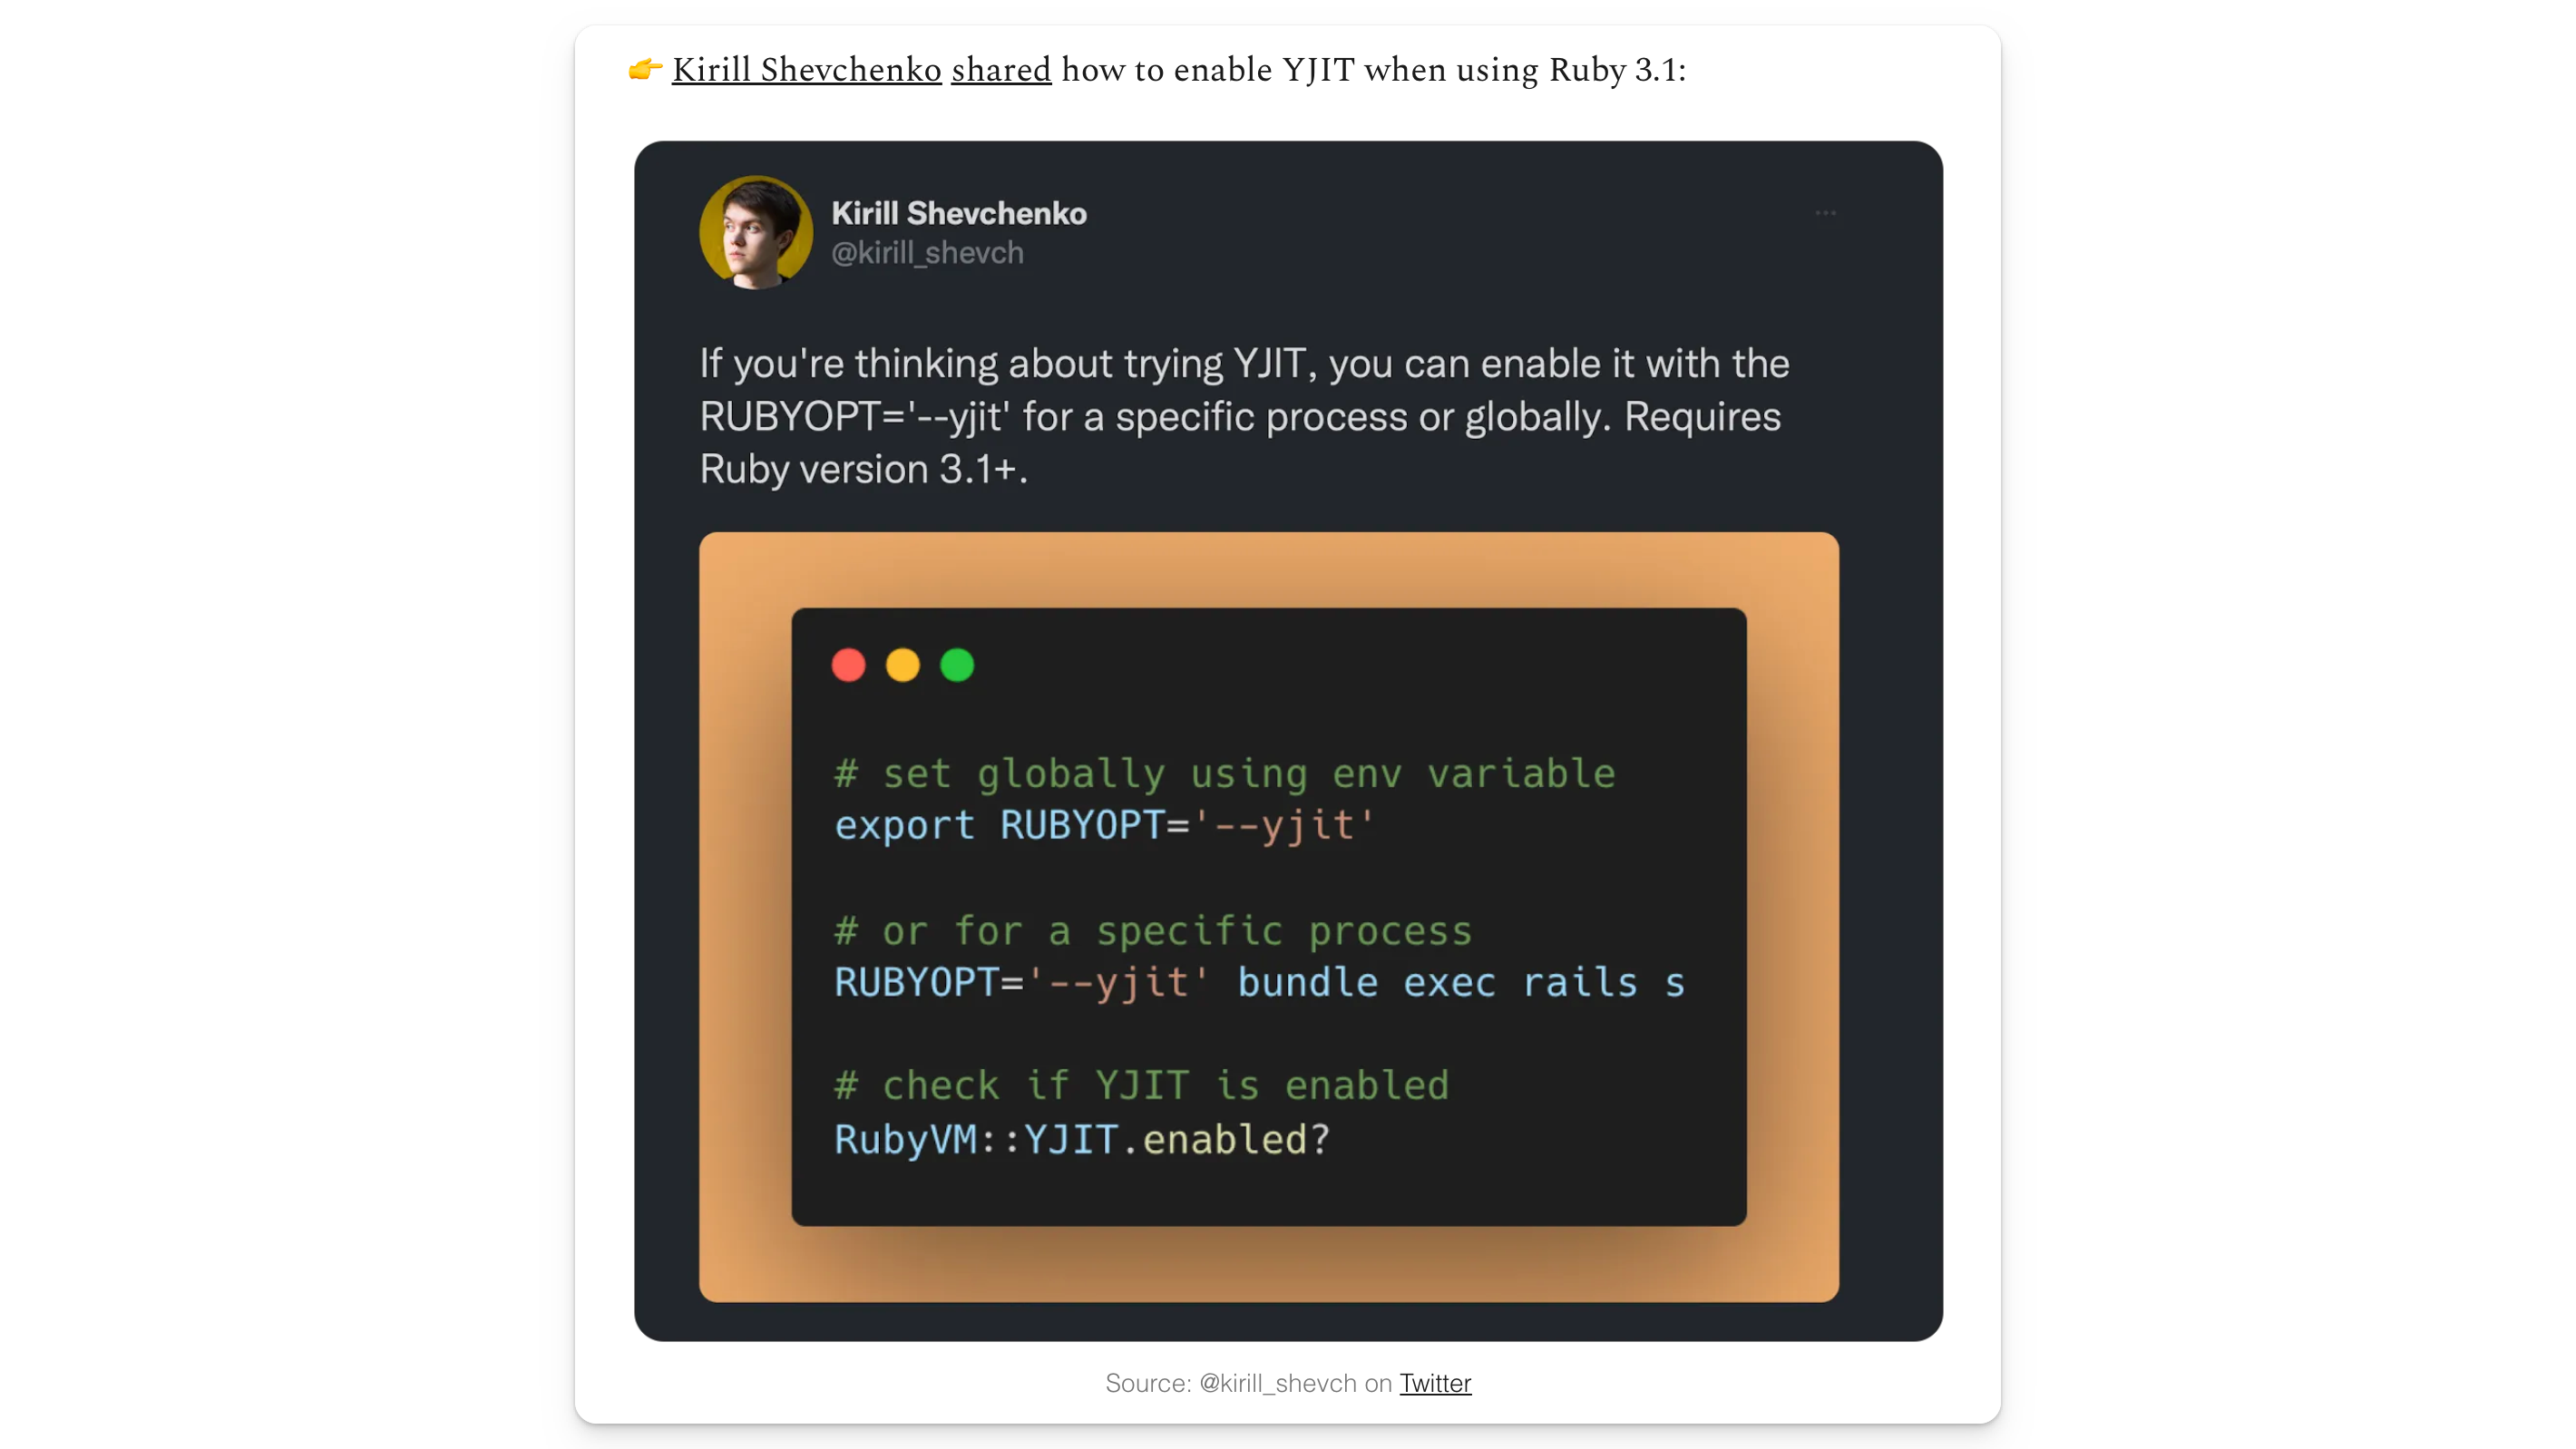 👉 Kirill Shevchenko shared how to enable YJIT when using Ruby 3.1:
Kirill Shevchenko
@kirill_shevch
If you're thinking about trying YJIT, you can enable it with the
RUBYOPT='--yjit' for a specific process or globally. Requires
Ruby version 3.1+.
# set globally using env variable
export RUBYOPT='--yjit'
# or for a specific process
RUBYOPT='--yjit' bundle exec rails s
# check if YJIT is enabled
RubyVM::YJIT.enabled?
Source: @kirill_shevch on Twitter